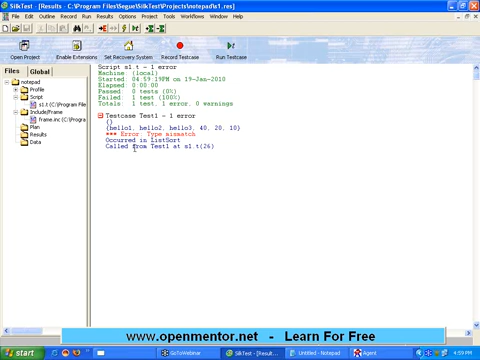 SilkTest - [Results - C:\Program Files\Segue\SilkTest\Projects\notepad\s1.res]
File Edit Outline Record Run Results Options Project Tools Workflows Window Help
Open Project Enable Extensions Set Recovery System Record Testcase Run Testcase
Files Global
notepad
Profile
Script
s1.t (C:\Program File
Include/Frame
frame.inc (C:\Progra
Plan
Results
Data
Script s1.t - 1 error
Machine: (local)
Started: 04:59:19PM on 19-Jan-2010
Elapsed: 0:00:00
Passed: 0 tests (0%)
Failed: 1 test (100%)
Totals: 1 test, 1 error, 0 warnings
Testcase Test1 - 1 error
{}
{hello1, hello2, hello3, 40, 20, 10}
*** Error: Type mismatch
Occurred in ListSort
Called from Test1 at s1.t(26)
www.openmentor.net - Learn For Free
start GoToWebinar SilkTest - [Result... Untitled - Notepad Agent 4:59 PM